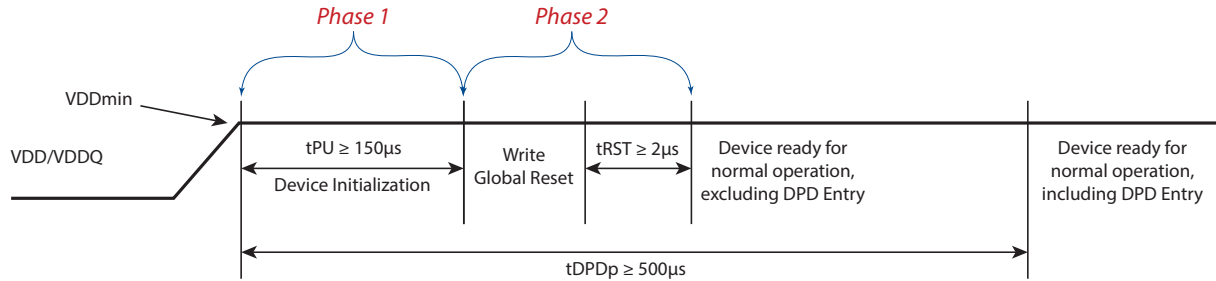 Phase 1
Phase 2
VDDmin
VDD/VDDQ
tPU ≥ 150μs
Device Initialization
Write
Global Reset
tRST ≥ 2μs
Device ready for
normal operation,
excluding DPD Entry
Device ready for
normal operation,
including DPD Entry
tDPDp ≥ 500μs